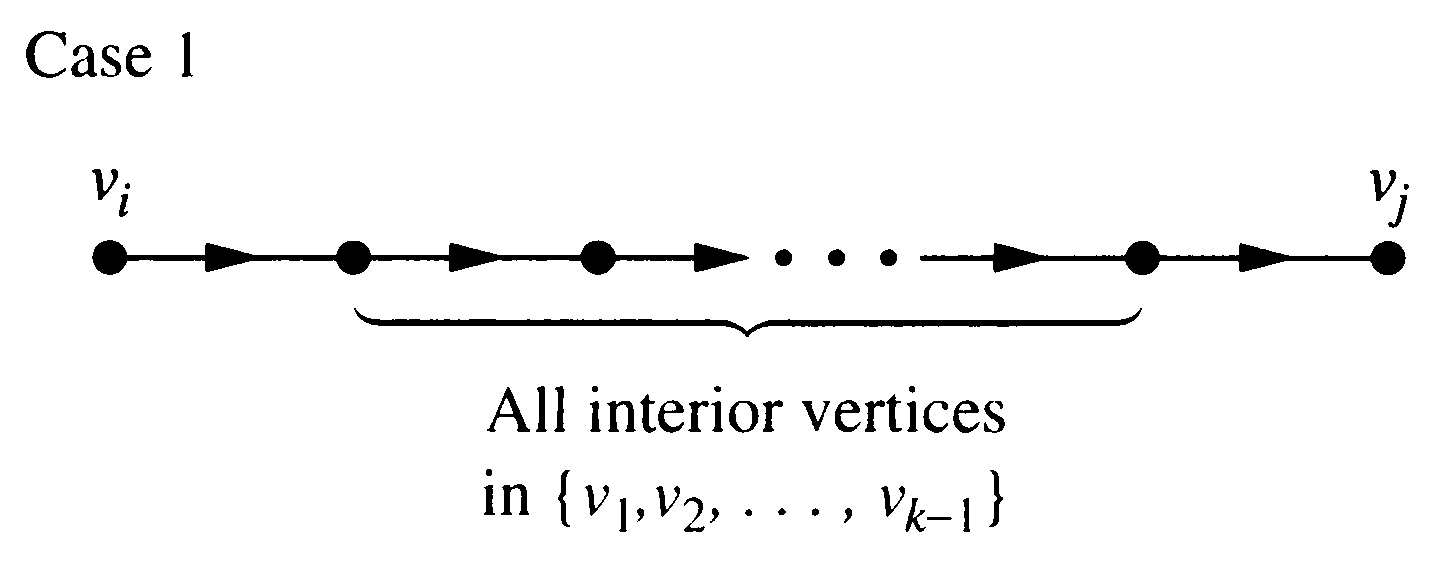 Case 1
v_i v_j
All interior vertices
in {v_1, v_2, . . . , v_{k–1}}